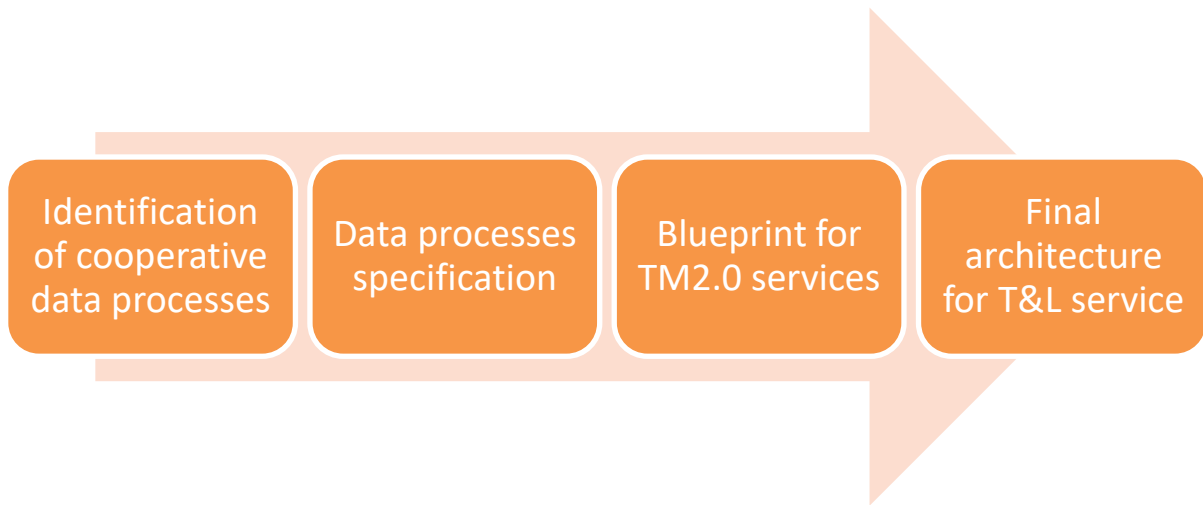 Identification
of cooperative
data processes
Data processes
specification
Blueprint for
TM2.0 services
Final
architecture
for T&L service